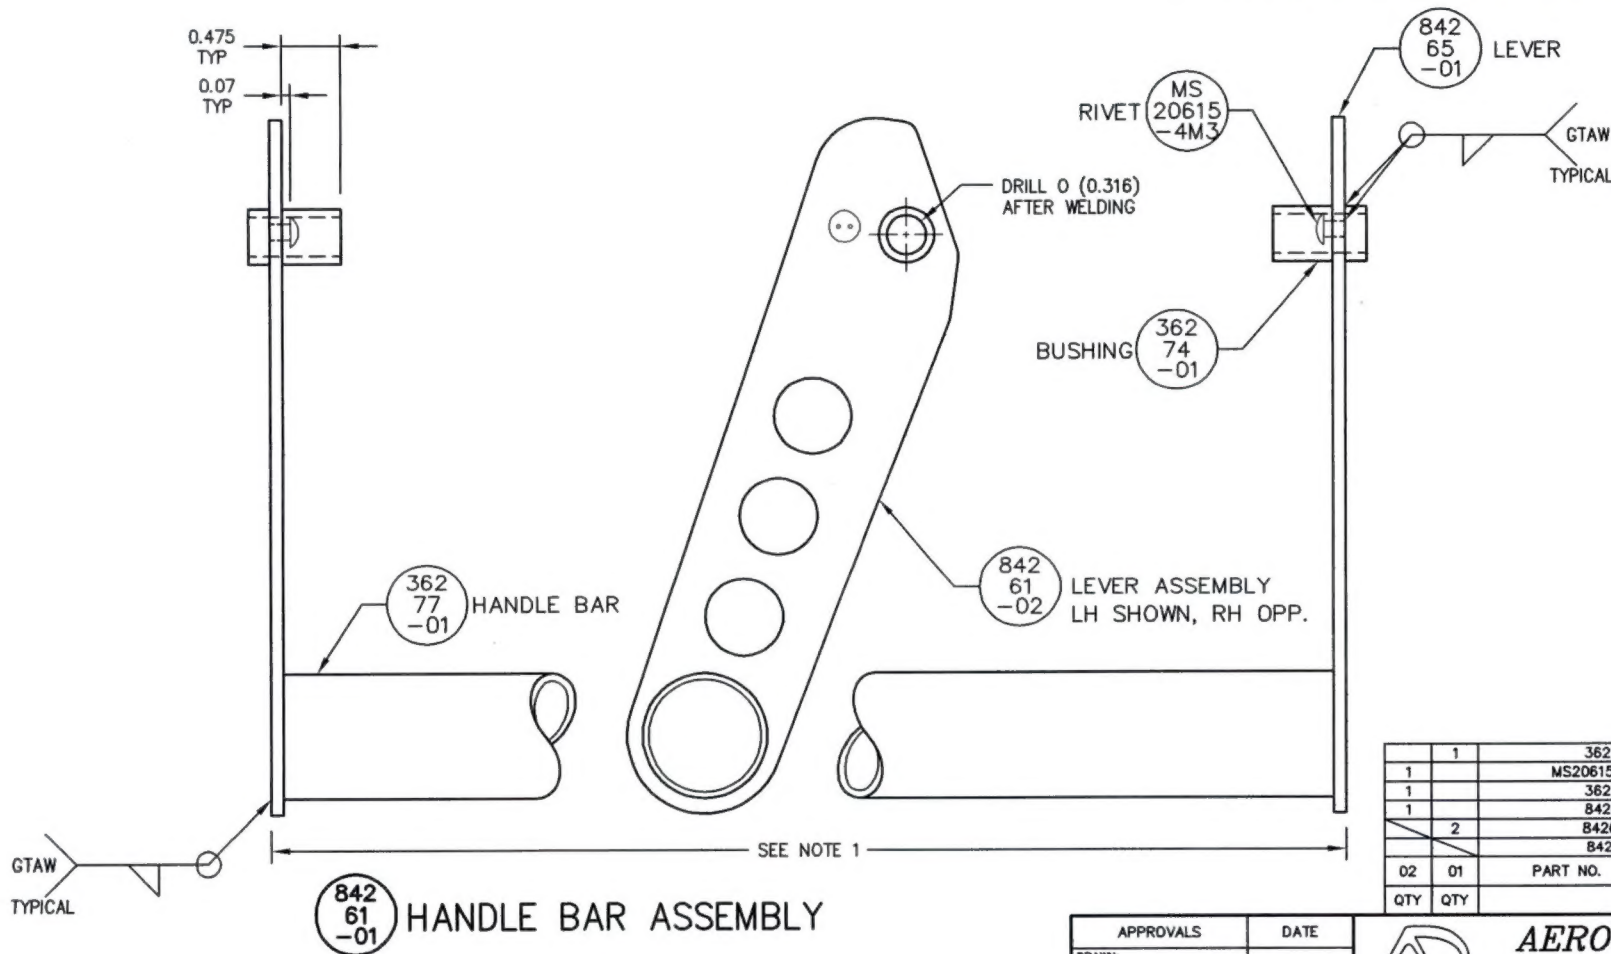 0.475
TYP
0.07
TYP
842
65
-01
LEVER
RIVET
MS
20615
-4M3
GTAW
TYPICAL
DRILL O (0.316)
AFTER WELDING
BUSHING
362
74
-01
362
77
-01
HANDLE BAR
842
61
-02
LEVER ASSEMBLY
LH SHOWN, RH OPP.
SEE NOTE 1
GTAW
TYPICAL
842
61
-01
HANDLE BAR ASSEMBLY
1 362
1 MS20615
1 362
1 842
2 842
842
02 01 PART NO.
QTY QTY
APPROVALS DATE
AERO